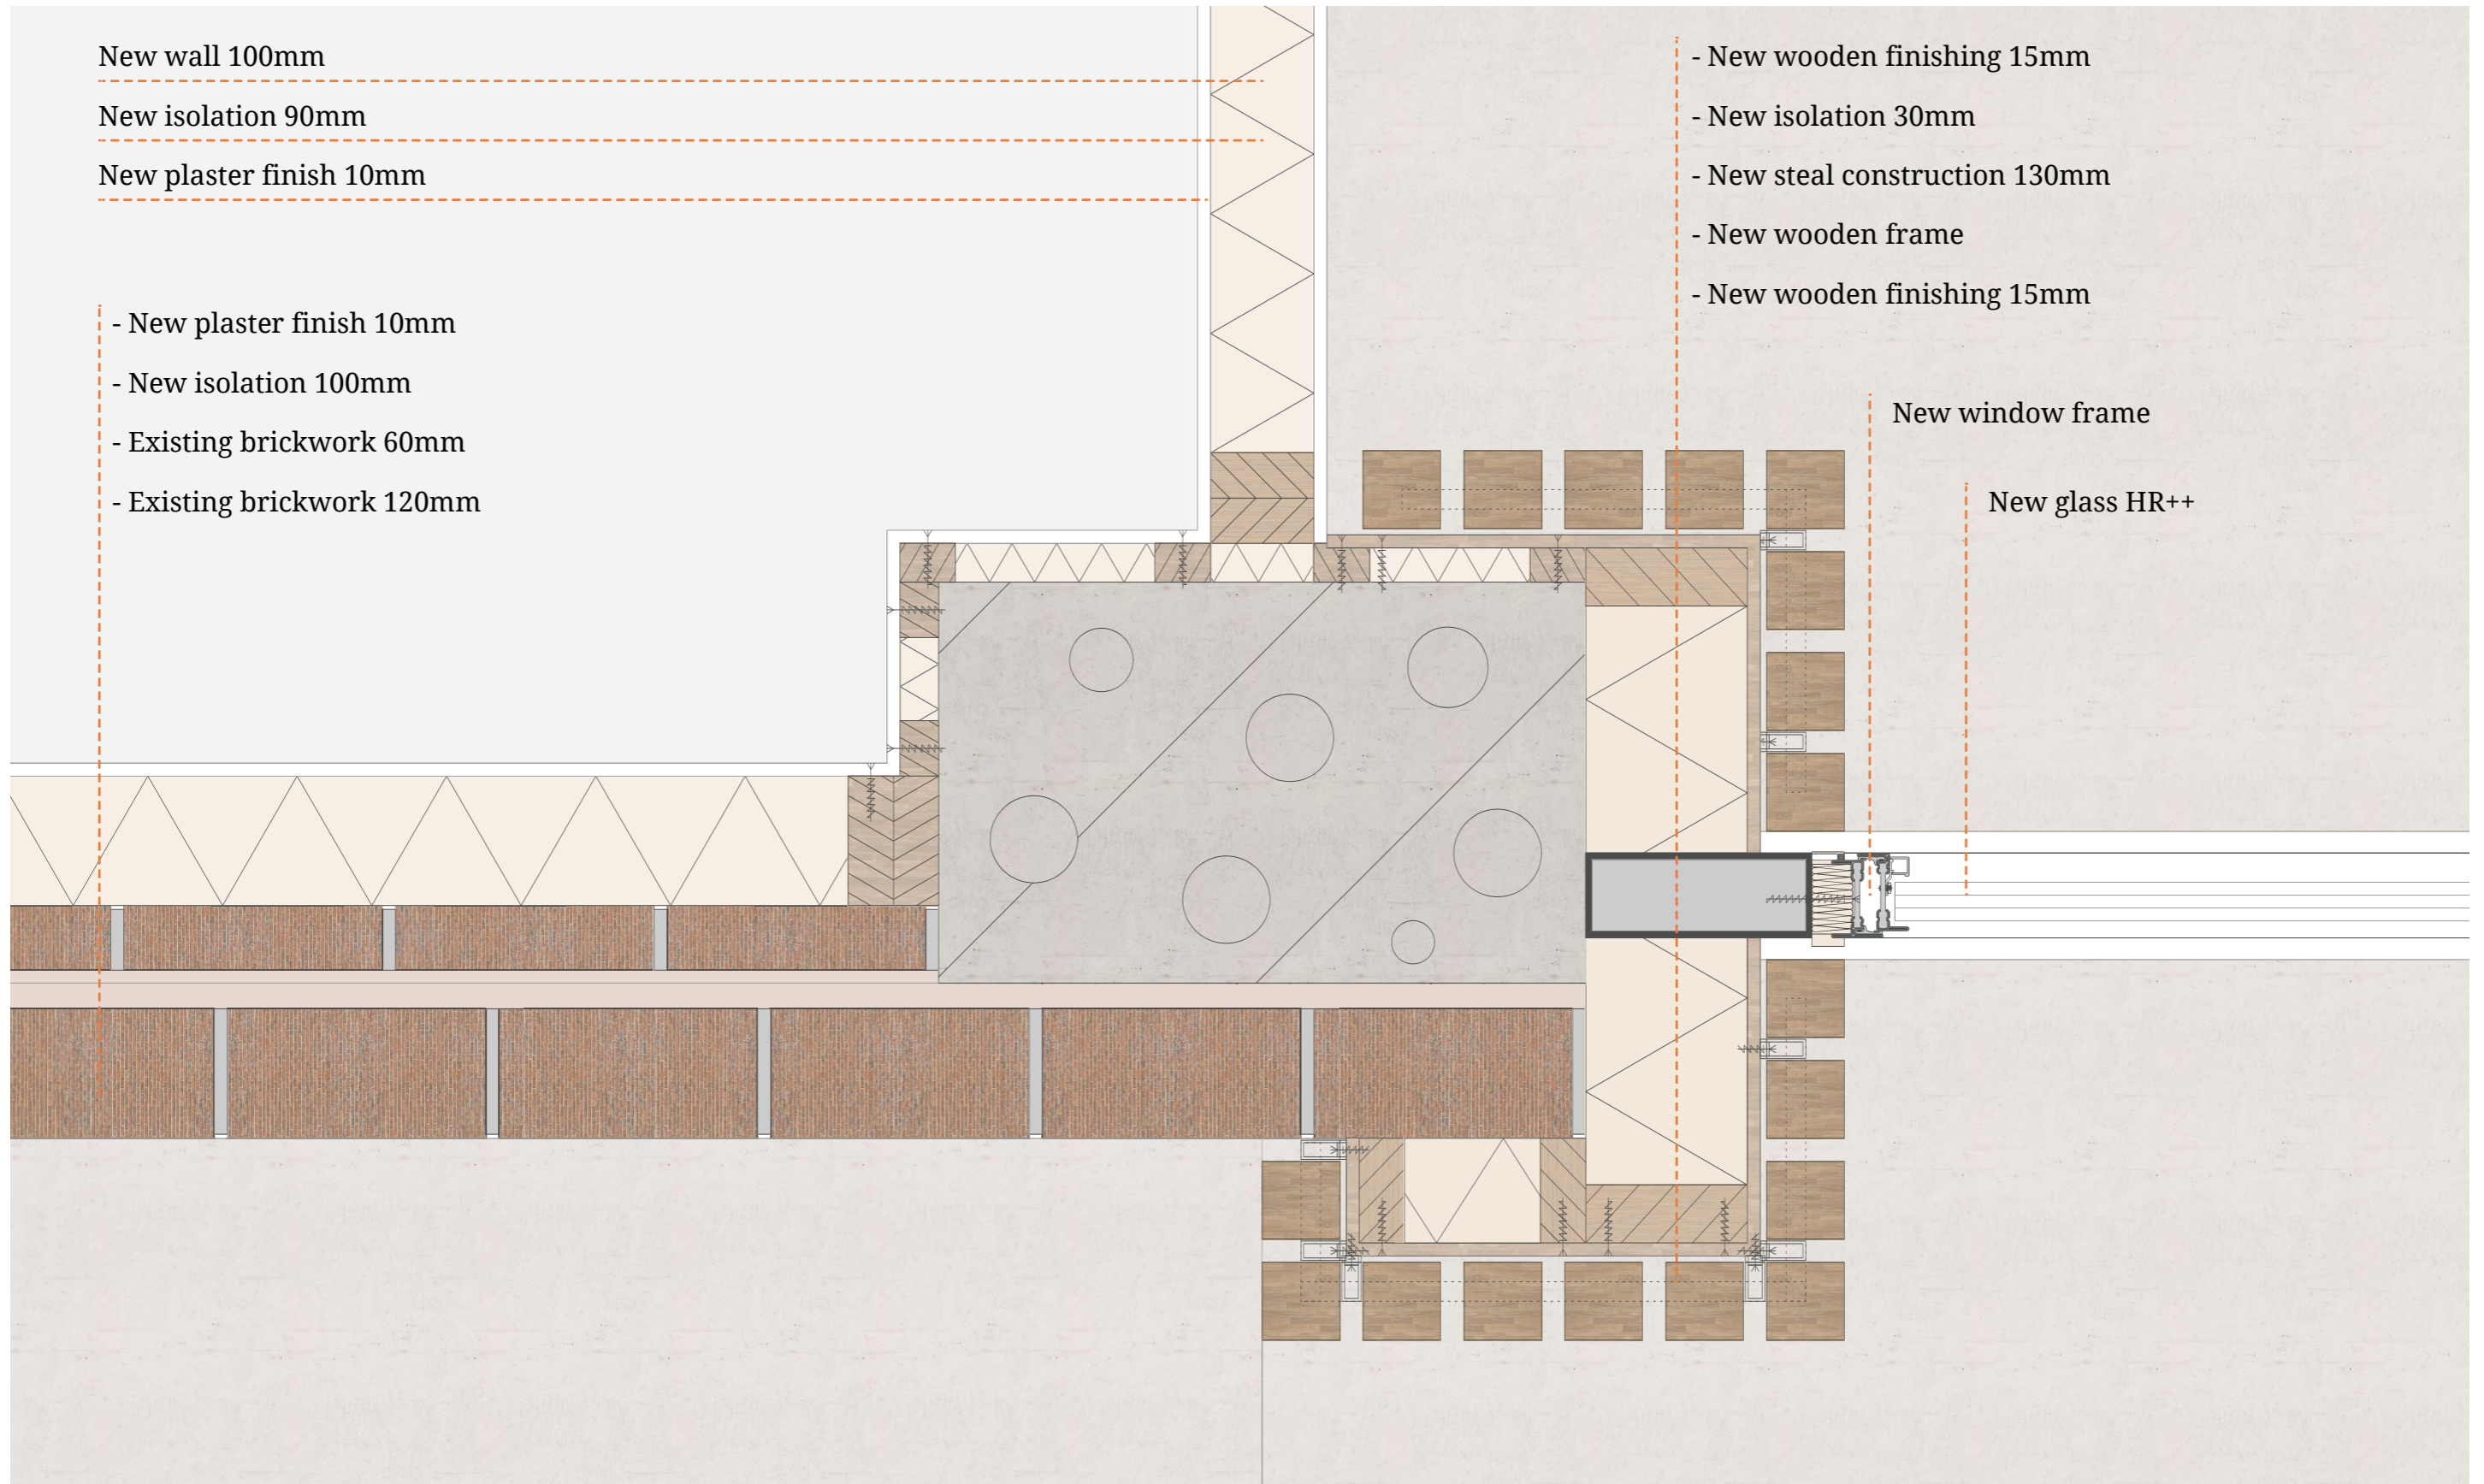 New wall 100mm
New isolation 90mm
New plaster finish 10mm
- New plaster finish 10mm
- New isolation 100mm
- Existing brickwork 60mm
- Existing brickwork 120mm
- New wooden finishing 15mm
- New isolation 30mm
- New steal construction 130mm
- New wooden frame
- New wooden finishing 15mm
New window frame
New glass HR++